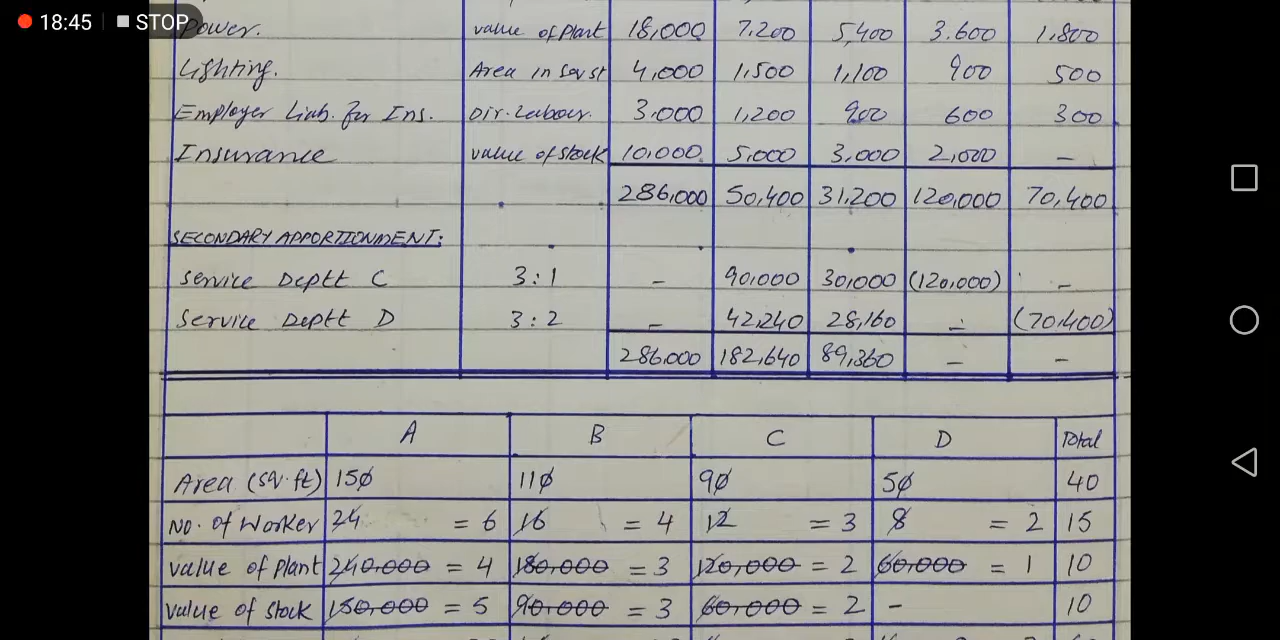 18:45 STOP
Power. value of Plant 18,000 7,200 5,400 3.600 1,800
Lighting. Area in Sqv st 4,000 1,500 1,100 900 500
Employer Liab. for Ins. Dir. Labour. 3,000 1,200 900 600 300
Insurance value of stock 10,000. 5,000 3,000 2,000 –
286,000 50,400 31,200 120,000 70,400
SECONDARY APPORTIONMENT:
Service Deptt C 3:1 – 90,000 30,000 (120,000) –
Service Deptt D 3:2 – 42,240 28,160 – (70,400)
286,000 182,640 89,360 – –
A B C D Total
Area (sq.ft) 150 110 90 50 40
No. of Worker 24 = 6 16 = 4 12 = 3 8 = 2 15
value of Plant 240.000 = 4 180,000 = 3 120,000 = 2 60,000 = 1 10
value of stock 150,000 = 5 90,000 = 3 60,000 = 2 – 10